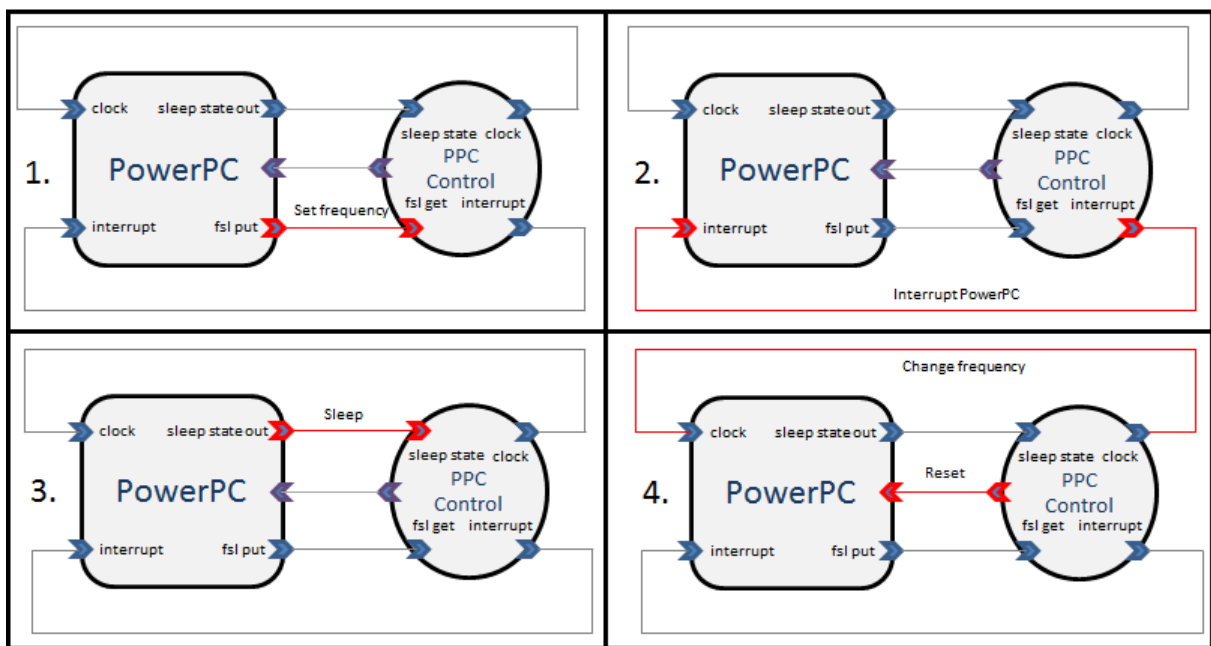 clock sleep state out
sleep state clock
1. PowerPC PPC
Control
Set frequency fsl get interrupt
interrupt fsl put
clock sleep state out
sleep state clock
2. PowerPC PPC
Control
fsl get interrupt
interrupt fsl put
Interrupt PowerPC
Sleep
clock sleep state out
sleep state clock
3. PowerPC PPC
Control
fsl get interrupt
interrupt fsl put
Change frequency
clock sleep state out
sleep state clock
Reset
4. PowerPC PPC
Control
fsl get interrupt
interrupt fsl put